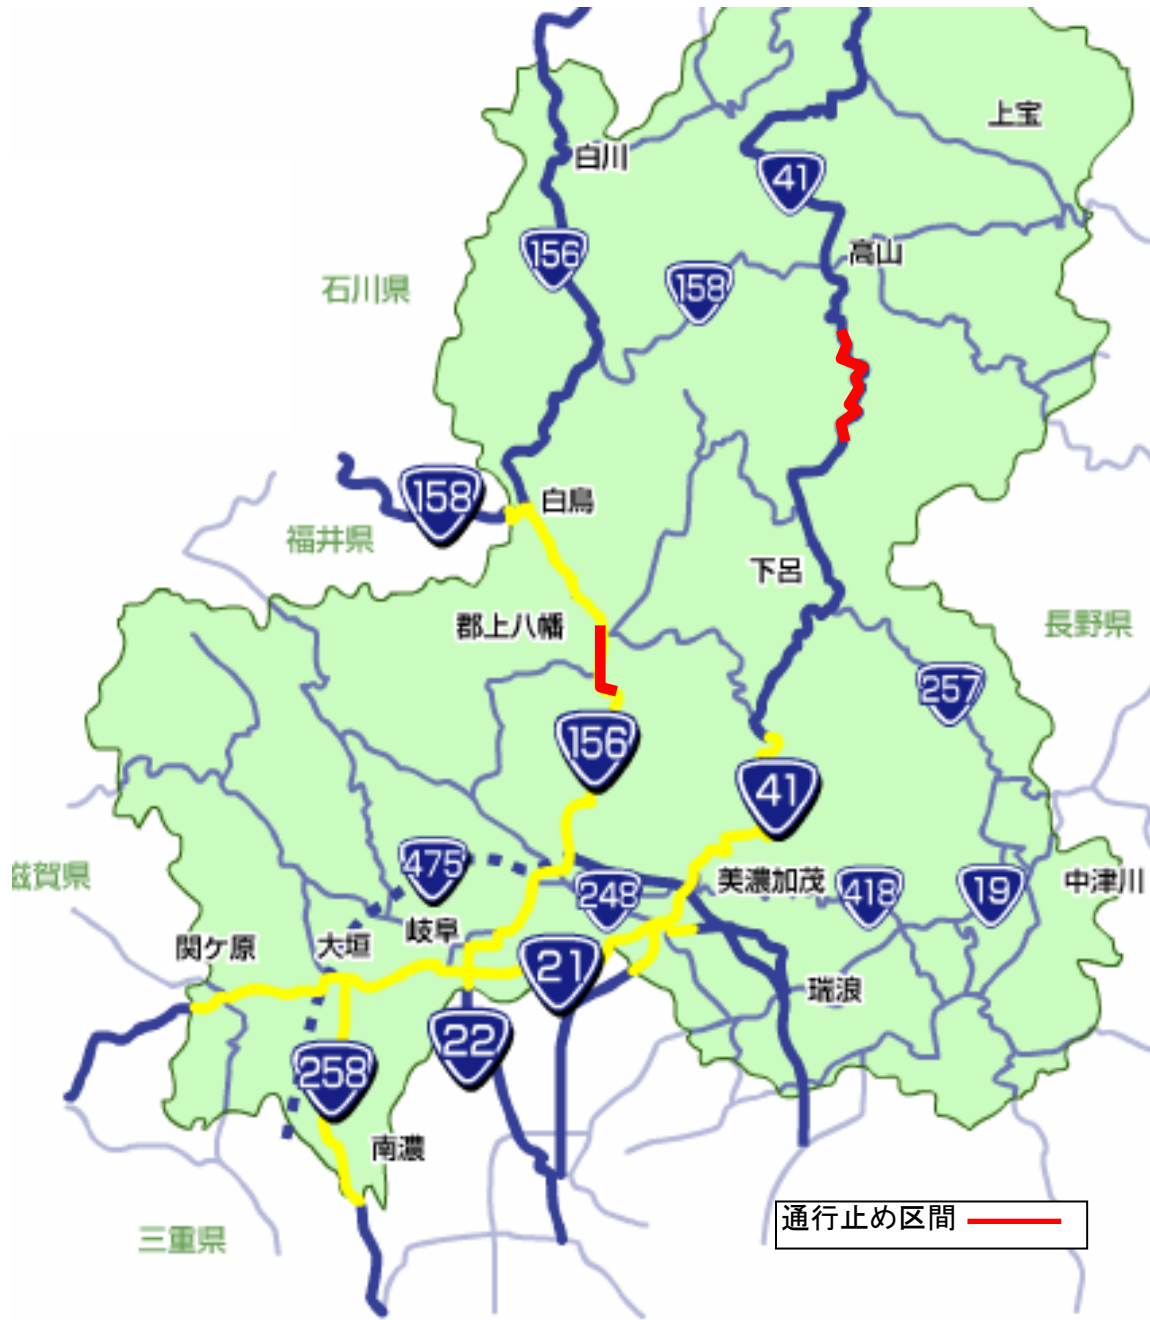 上宝
白川
41
156
高山
石川県
158
158
白鳥
福井県
下呂
郡上八幡
長野県
257
156
41
475
滋賀県
248
美濃加茂
418
19
中津川
岐阜
関ケ原
大垣
21
瑞浪
22
258
南濃
三重県
通行止め区間